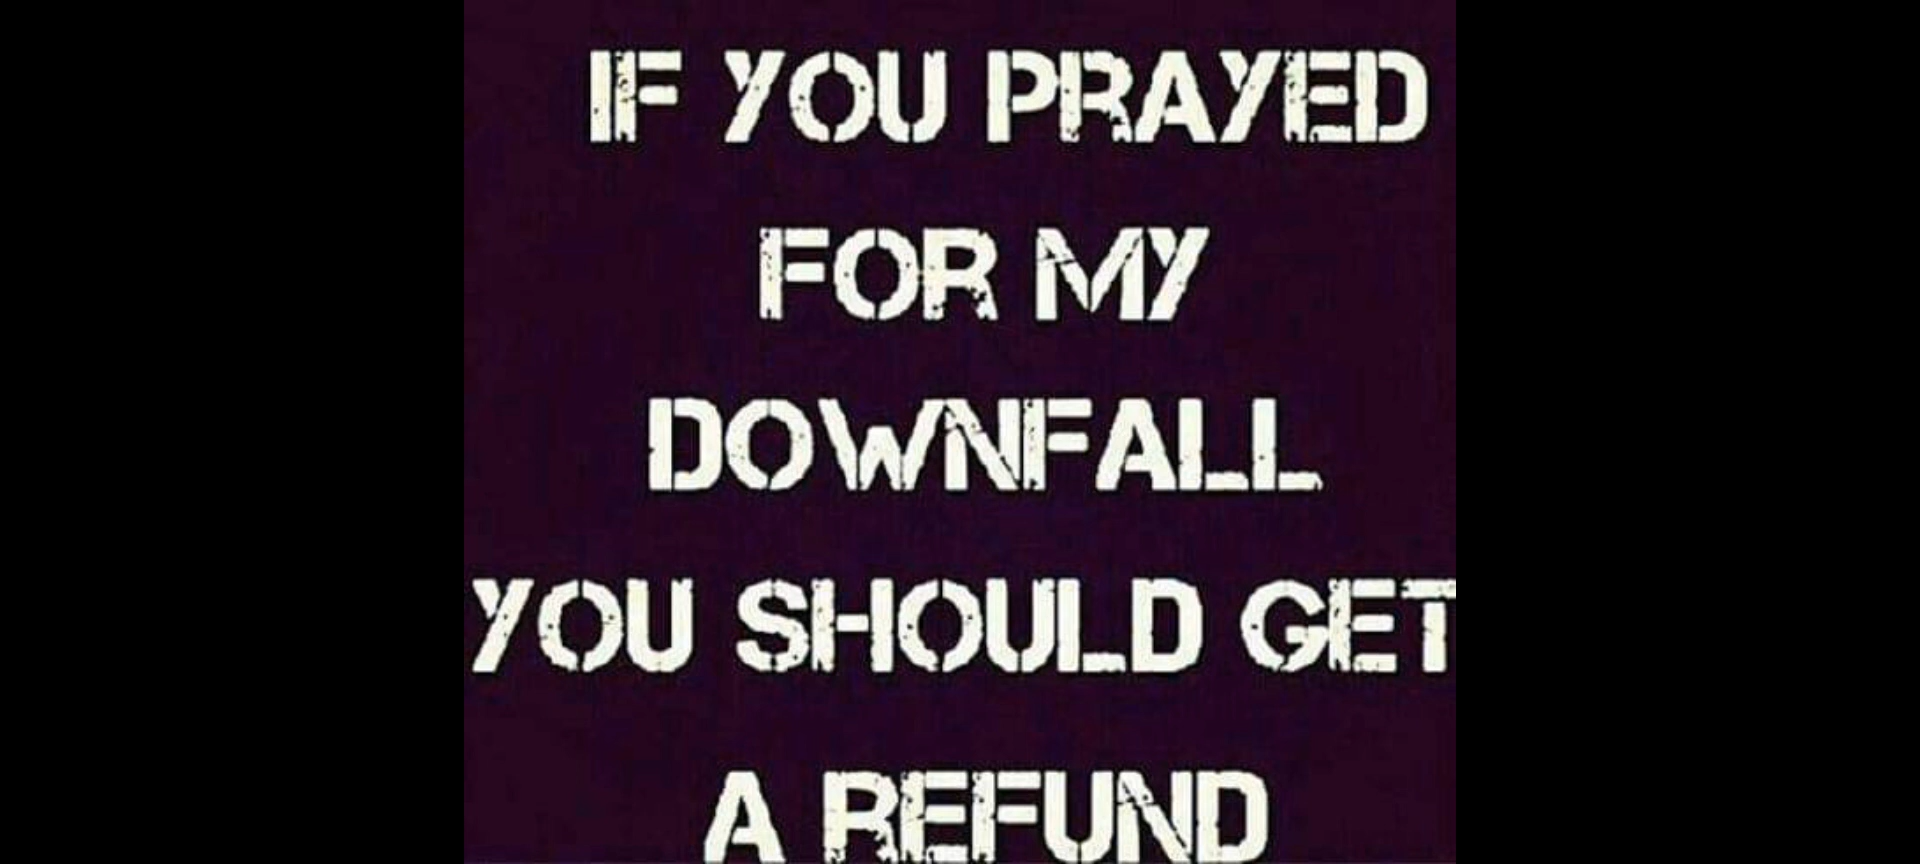 IF YOU PRAYED
FOR MY
DOWNFALL
YOU SHOULD GET
A REFUND